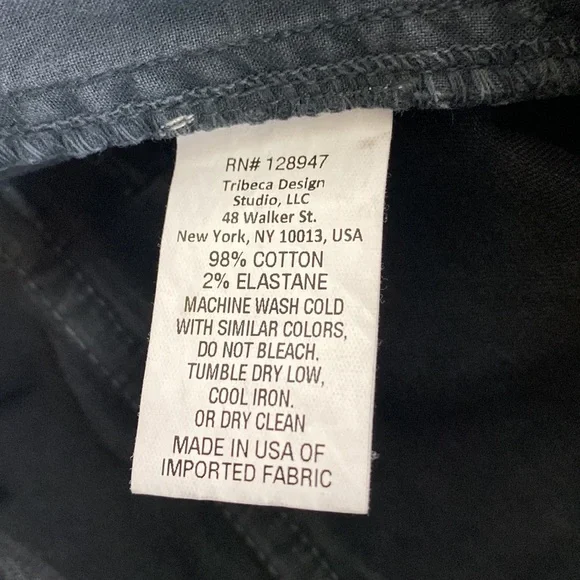 RN# 128947
Tribeca Design
Studio, LLC
48 Walker St.
New York, NY 10013, USA
98% COTTON
2% ELASTANE
MACHINE WASH COLD
WITH SIMILAR COLORS,
DO NOT BLEACH.
TUMBLE DRY LOW,
COOL IRON.
OR DRY CLEAN
MADE IN USA OF
IMPORTED FABRIC